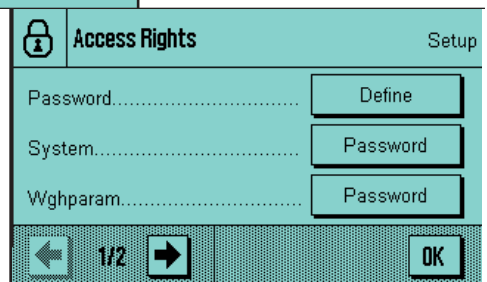 Access Rights Setup
Password............................... Define
System.................................. Password
Wghparam............................. Password
1/2 OK